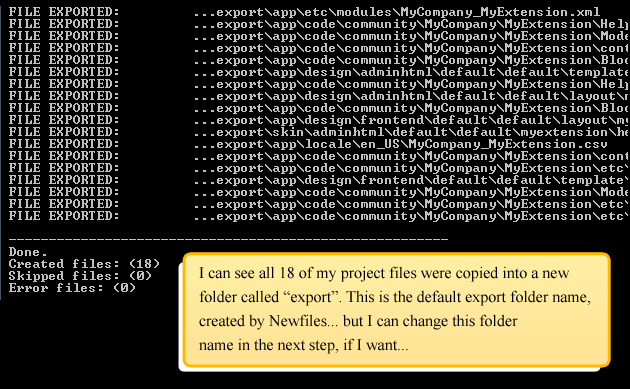 FILE EXPORTED: ...export\app\etc\modules\MyCompany_MyExtension.xml
FILE EXPORTED: ...export\app\code\community\MyCompany\MyExtension\Help
FILE EXPORTED: ...export\app\code\community\MyCompany\MyExtension\Mode
FILE EXPORTED: ...export\app\code\community\MyCompany\MyExtension\cont
FILE EXPORTED: ...export\app\code\community\MyCompany\MyExtension\Bloc
FILE EXPORTED: ...export\app\design\adminhtml\default\default\template
FILE EXPORTED: ...export\app\code\community\MyCompany\MyExtension\Help
FILE EXPORTED: ...export\app\design\adminhtml\default\default\layout\m
FILE EXPORTED: ...export\app\code\community\MyCompany\MyExtension\Bloc
FILE EXPORTED: ...export\app\design\frontend\default\default\layout\my
FILE EXPORTED: ...export\skin\adminhtml\default\default\myextension\he
FILE EXPORTED: ...export\app\locale\en_US\MyCompany_MyExtension.csv
FILE EXPORTED: ...export\app\code\community\MyCompany\MyExtension\cont
FILE EXPORTED: ...export\app\code\community\MyCompany\MyExtension\etc\
FILE EXPORTED: ...export\app\design\frontend\default\default\template\
FILE EXPORTED: ...export\app\code\community\MyCompany\MyExtension\Mode
FILE EXPORTED: ...export\app\code\community\MyCompany\MyExtension\etc\
FILE EXPORTED: ...export\app\code\community\MyCompany\MyExtension\etc\
Done.
Created files: (18)
Skipped files: (0)
Error files: (0)
I can see all 18 of my project files were copied into a new
folder called “export”. This is the default export folder name,
created by Newfiles... but I can change this folder
name in the next step, if I want...